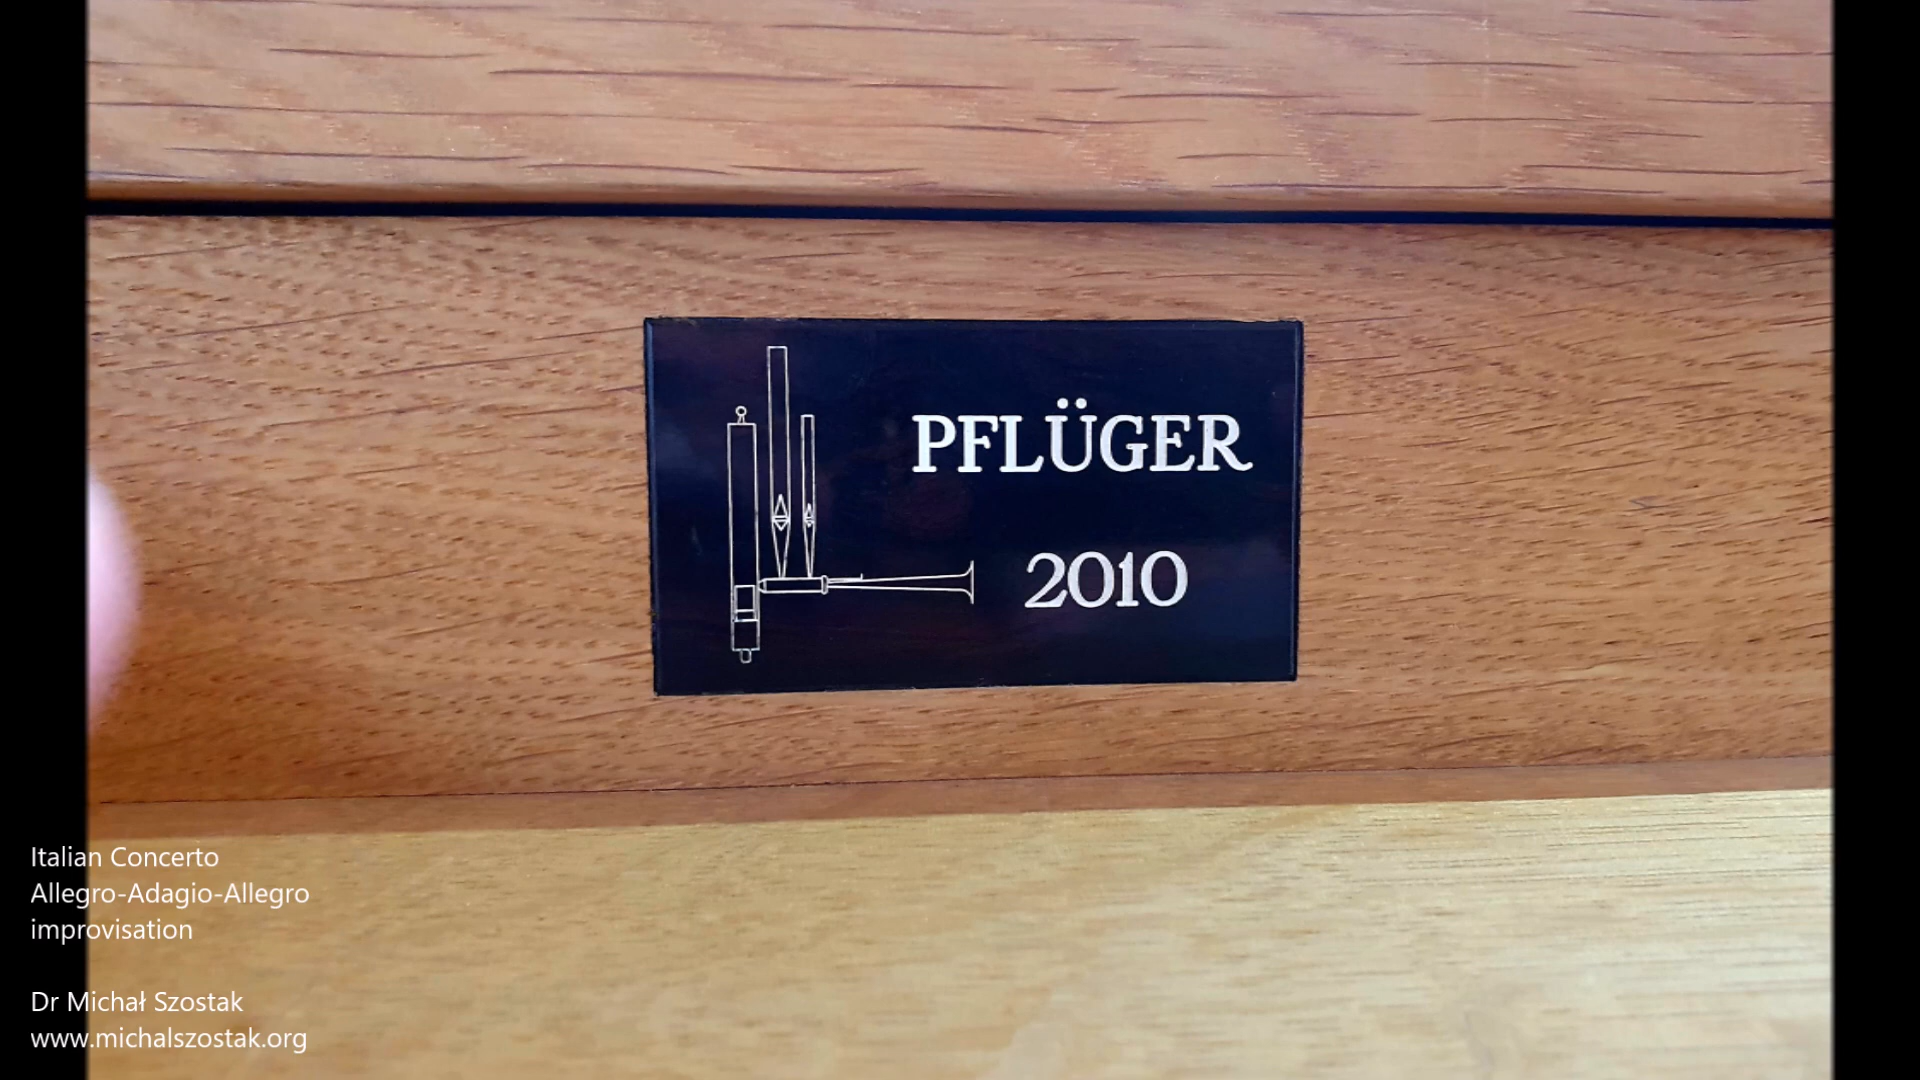 PFLÜGER
2010
Italian Concerto
Allegro-Adagio-Allegro
improvisation
Dr Michał Szostak
www.michalszostak.org